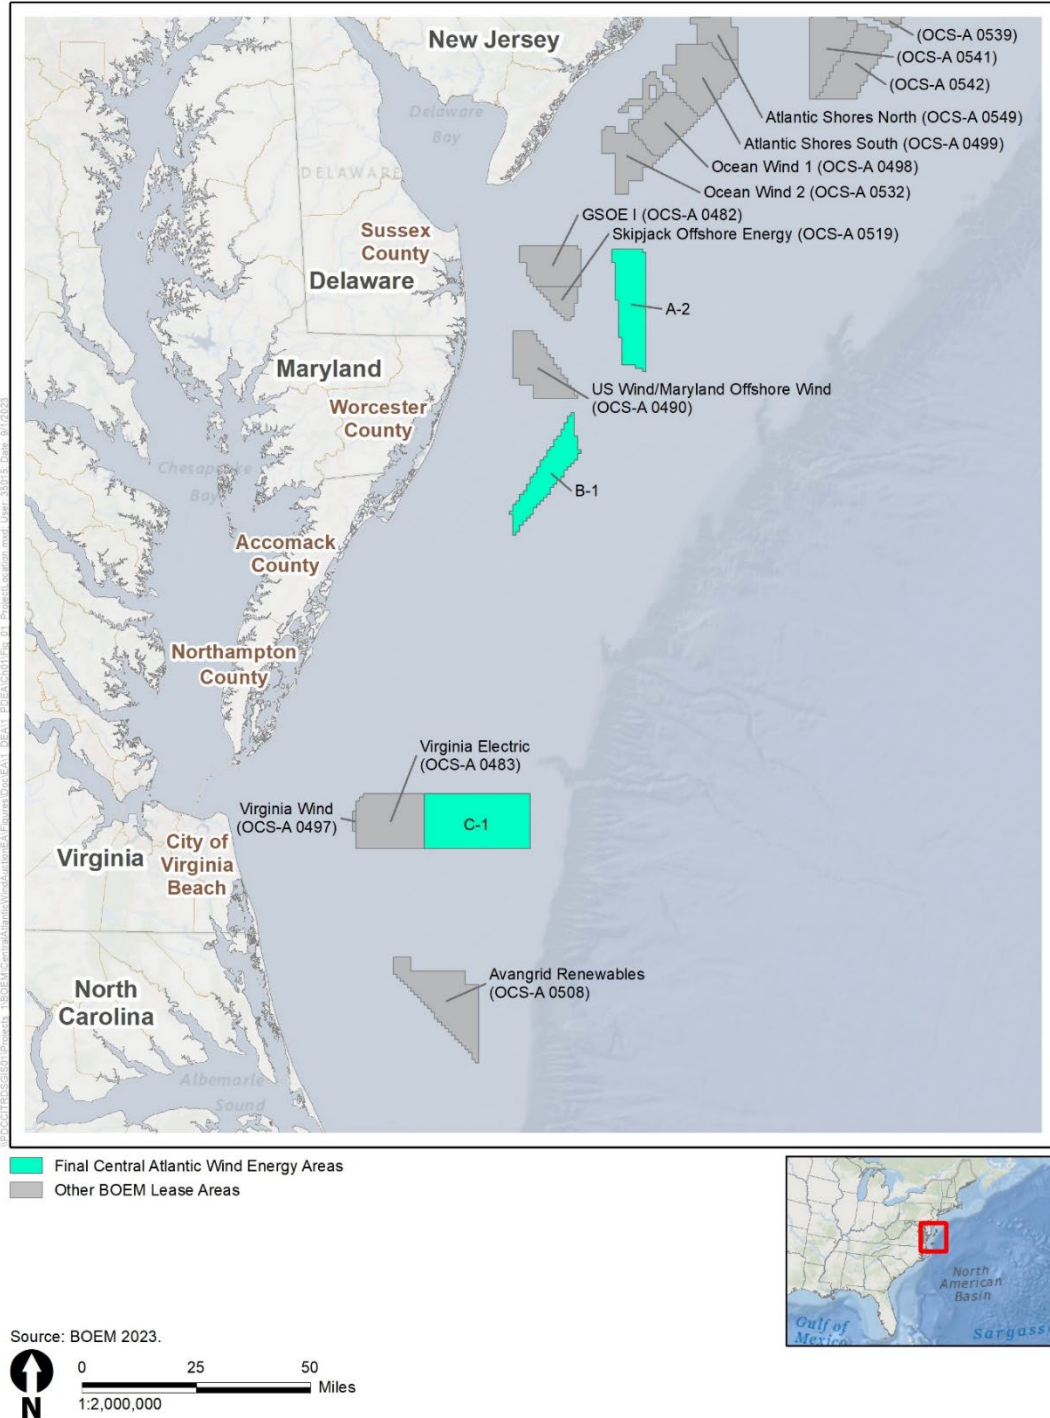 New Jersey
(OCS-A 0539)
(OCS-A 0541)
(OCS-A 0542)
Delaware
Bay
Atlantic Shores North (OCS-A 0549)
Atlantic Shores South (OCS-A 0499)
Ocean Wind 1 (OCS-A 0498)
DELAWARE
Ocean Wind 2 (OCS-A 0532)
GSOE I (OCS-A 0482)
Skipjack Offshore Energy (OCS-A 0519)
Sussex
County
Delaware
A-2
Maryland
US Wind/Maryland Offshore Wind
(OCS-A 0490)
Worcester
County
Chesapeake
Bay
B-1
Accomack
County
Northampton
County
Virginia Electric
(OCS-A 0483)
Virginia Wind
(OCS-A 0497)
C-1
City of
Virginia
Beach
Virginia
Avangrid Renewables
(OCS-A 0508)
North
Carolina
Albemarle
Sound
Final Central Atlantic Wind Energy Areas
Other BOEM Lease Areas
North
American
Basin
Gulf of
Mexico
Sargass
Source: BOEM 2023.
N
0 25 50
Miles
1:2,000,000